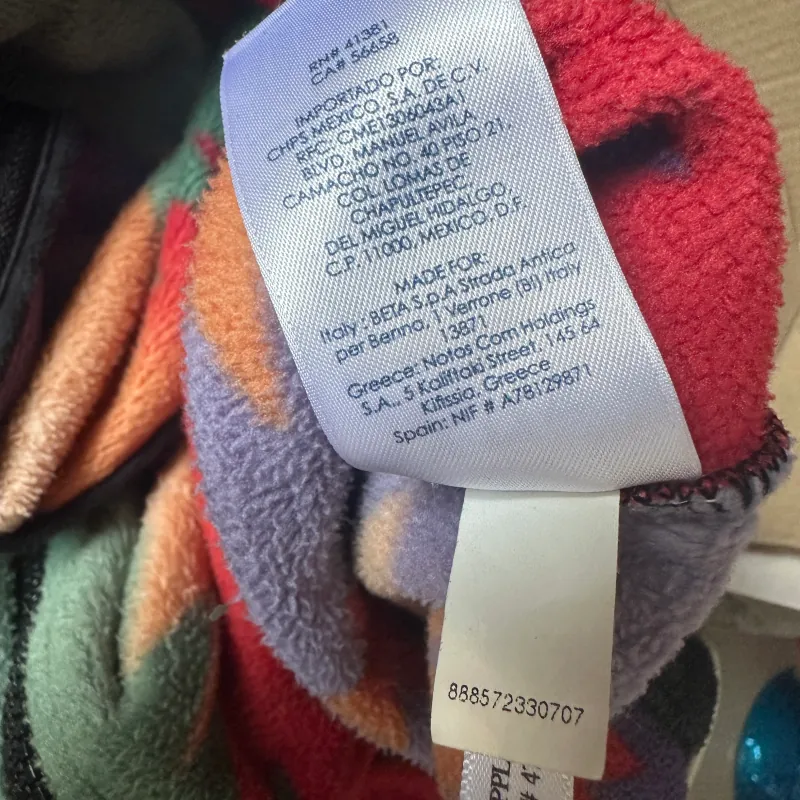 RN# 41381
CA# 56458
IMPORTADO POR:
CHPS MEXICO, S.A. DE C.V.
RFC. CME1306043A1
BLVD. MANUEL AVILA
CAMACHO NO. 40 PISO 21,
COL LOMAS DE
CHAPULTEPEC,
DEL MIGUEL HIDALGO,
C.P. 11000, MEXICO, D.F.
MADE FOR:
Italy : BETA S.p.A Strada Antica
per Benna, 1 Verrone (BI) Italy
13871
Greece: Notos Com Holdings
S.A., 5 Kaliftaki Street, 145 64
Kifissia, Greece
Spain: NIF # A78129871
888572330707